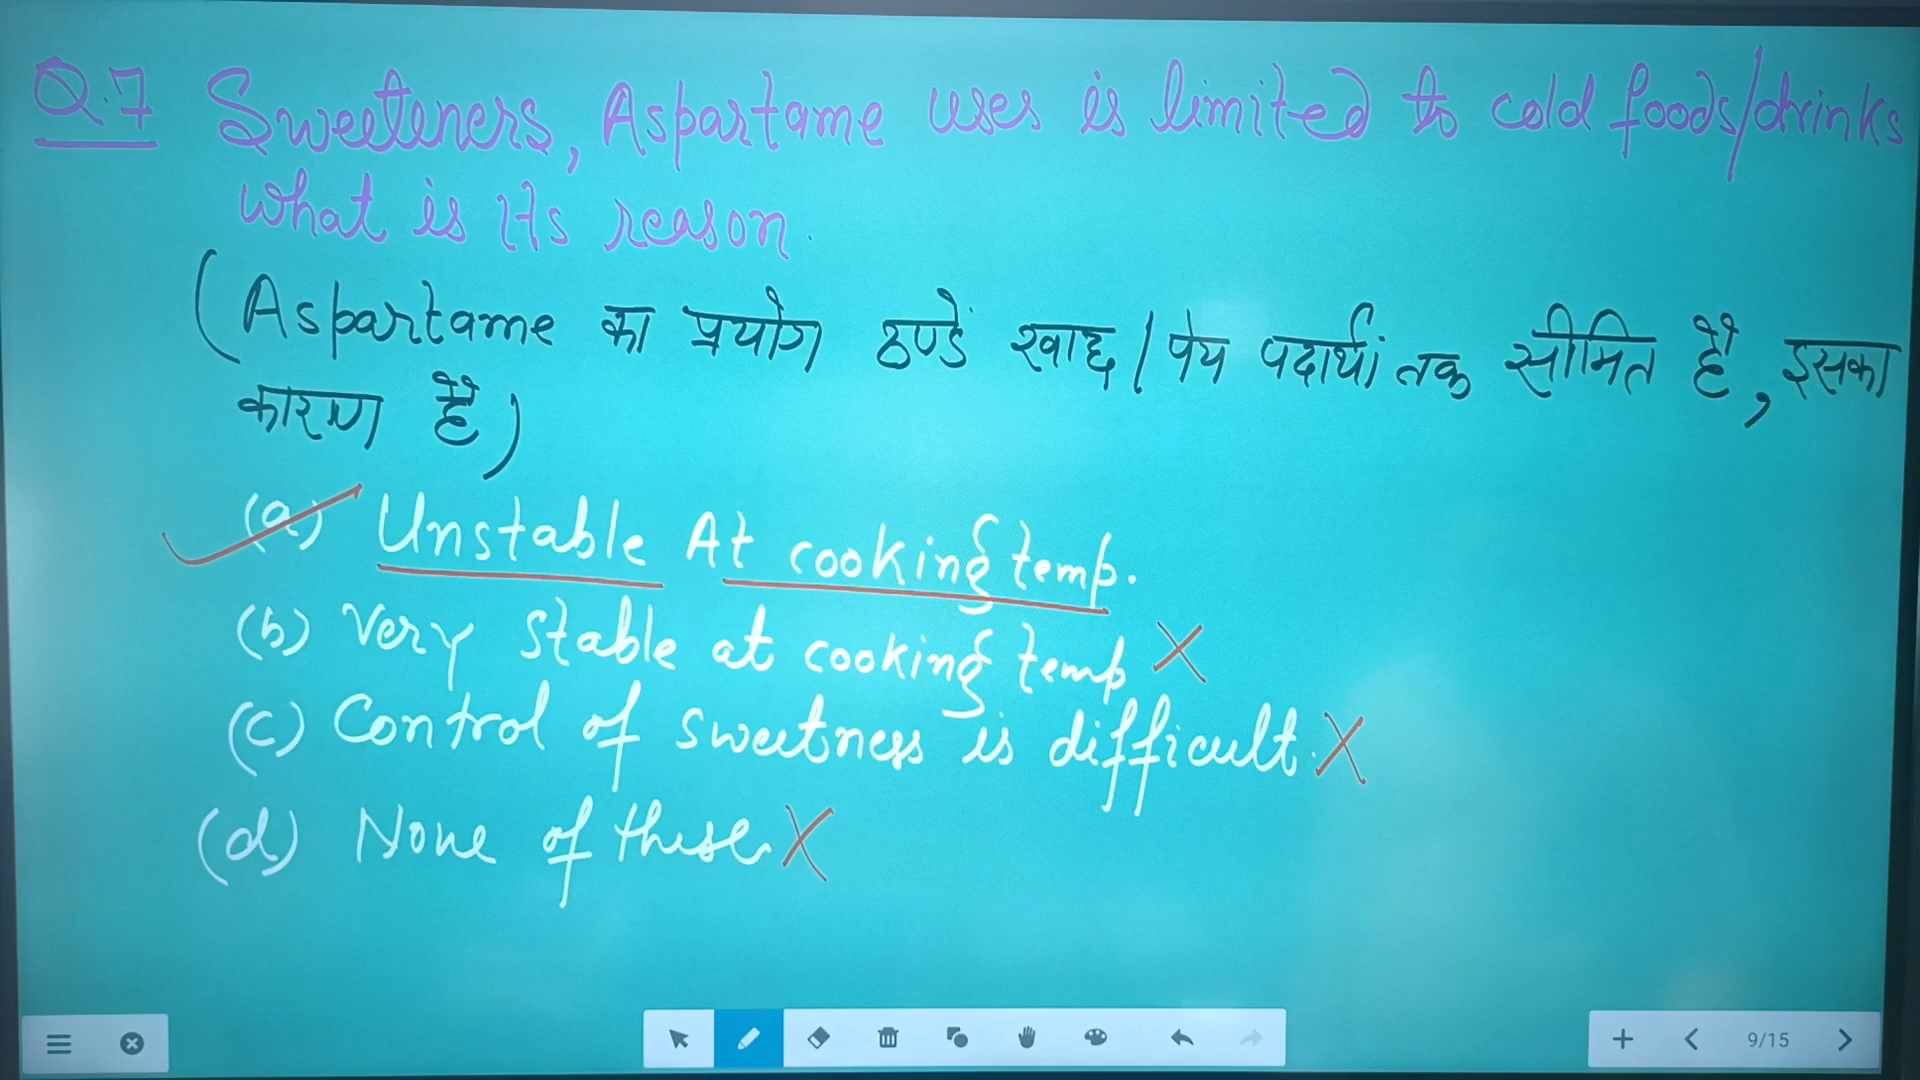 Q.7 Sweeteners, Aspartame uses is limited to cold foods/drinks
what is its reason.
(Aspartame का प्रयोग ठण्डें खाद्य/पेय पदार्थां तक सीमित है, इसका
कारण है)
(a) Unstable At cooking temp.
(b) Very stable at cooking temp
(c) Control of sweetness is difficult.
(d) None of these
9/15